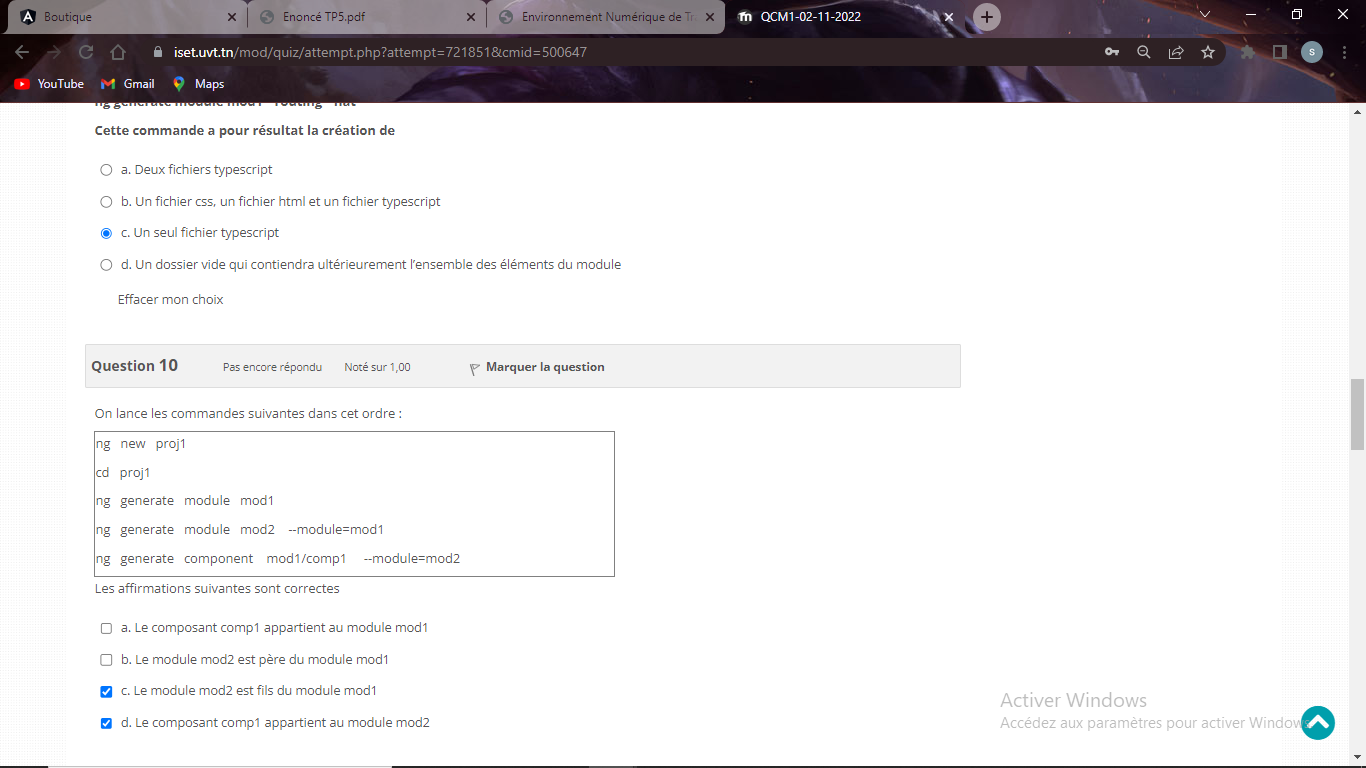 Boutique
Enoncé TP5.pdf
Environnement Numérique de Tr
QCM1-02-11-2022
iset.uvt.tn/mod/quiz/attempt.php?attempt=721851&cmid=500647
S
YouTube
Gmail
Maps
Cette commande a pour résultat la création de
a. Deux fichiers typescript
b. Un fichier css, un fichier html et un fichier typescript
c. Un seul fichier typescript
d. Un dossier vide qui contiendra ultérieurement l'ensemble des éléments du module
Effacer mon choix
Question 10 Pas encore répondu Noté sur 1,00 Marquer la question
On lance les commandes suivantes dans cet ordre :
ng new proj1
cd proj1
ng generate module mod1
ng generate module mod2 --module=mod1
ng generate component mod1/comp1 --module=mod2
Les affirmations suivantes sont correctes
a. Le composant comp1 appartient au module mod1
b. Le module mod2 est père du module mod1
c. Le module mod2 est fils du module mod1
d. Le composant comp1 appartient au module mod2
Activer Windows
Accédez aux paramètres pour activer Windows